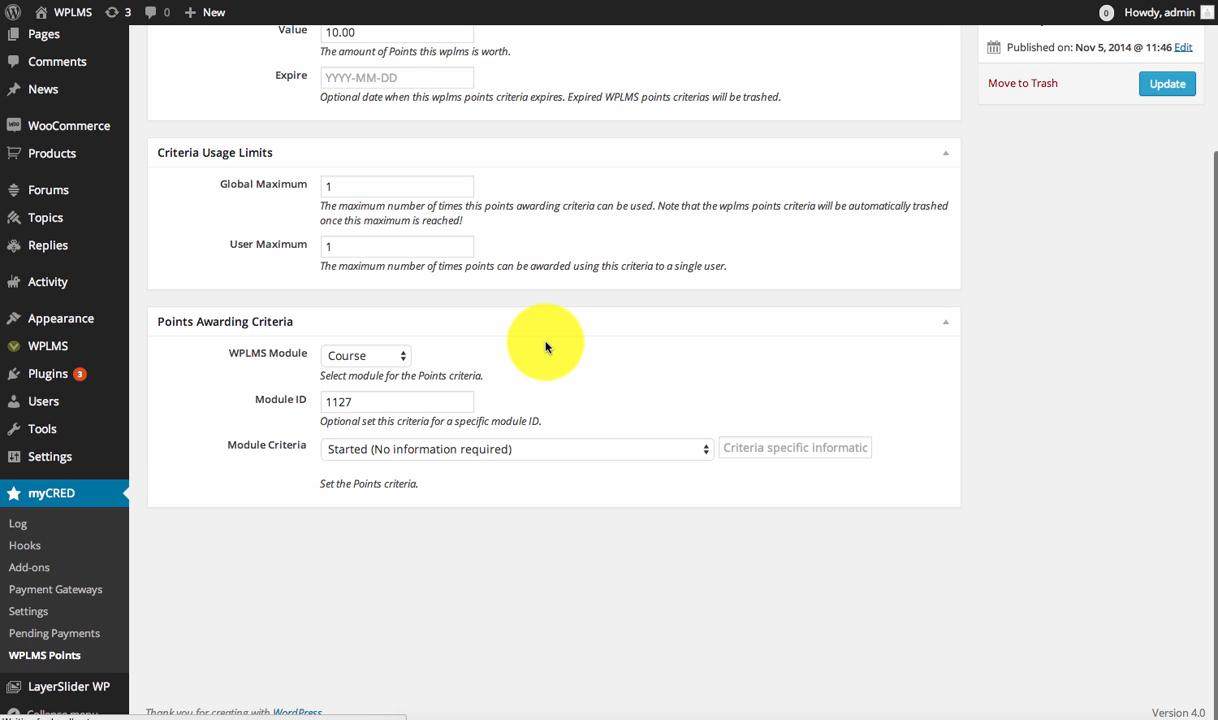 WPLMS 3 0 New 0 Howdy, admin
Pages
Comments
News
WooCommerce
Products
Forums
Topics
Replies
Activity
Appearance
WPLMS
Plugins 3
Users
Tools
Settings
myCRED
Log
Hooks
Add-ons
Payment Gateways
Settings
Pending Payments
WPLMS Points
LayerSlider WP
Collapse menu
Value 10.00
The amount of Points this wplms is worth.
Expire YYYY-MM-DD
Optional date when this wplms points criteria expires. Expired WPLMS points criterias will be trashed.
Criteria Usage Limits
Global Maximum 1
The maximum number of times this points awarding criteria can be used. Note that the wplms points criteria will be automatically trashed
once this maximum is reached!
User Maximum 1
The maximum number of times points can be awarded using this criteria to a single user.
Points Awarding Criteria
WPLMS Module Course
Select module for the Points criteria.
Module ID 1127
Optional set this criteria for a specific module ID.
Module Criteria Started (No information required) Criteria specific informatic
Set the Points criteria.
Published on: Nov 5, 2014 @ 11:46 Edit
Move to Trash Update
Thank you for creating with WordPress
Version 4.0